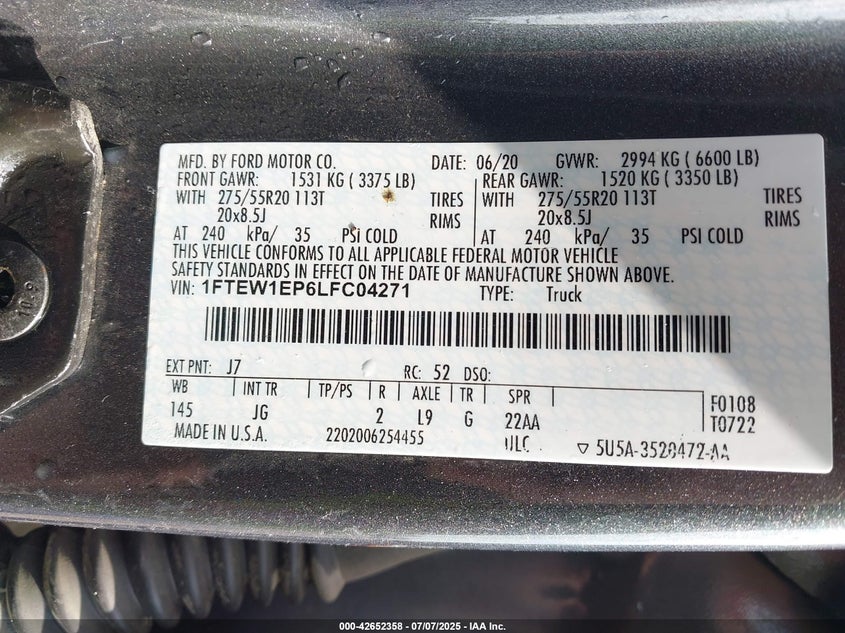 MFD. BY FORD MOTOR CO. DATE: 06/20 GVWR: 2994 KG ( 6600 LB)
FRONT GAWR: 1531 KG ( 3375 LB) REAR GAWR: 1520 KG ( 3350 LB)
WITH 275/55R20 113T TIRES WITH 275/55R20 113T TIRES
20x8.5J RIMS 20x8.5J RIMS
AT 240 kPa/ 35 PSI COLD AT 240 kPa/ 35 PSI COLD
THIS VEHICLE CONFORMS TO ALL APPLICABLE FEDERAL MOTOR VEHICLE
SAFETY STANDARDS IN EFFECT ON THE DATE OF MANUFACTURE SHOWN ABOVE.
VIN: 1FTEW1EP6LFC04271 TYPE: Truck
EXT PNT: J7 RC: 52 DSO:
WB INT TR TP/PS R AXLE TR SPR F0108
145 JG 2 L9 G 22AA T0722
MADE IN U.S.A. 2202006254455 ULC ▽ 5U5A-3520472-AA
10.9
000-42652358 - 07/07/2025 - IAA Inc.